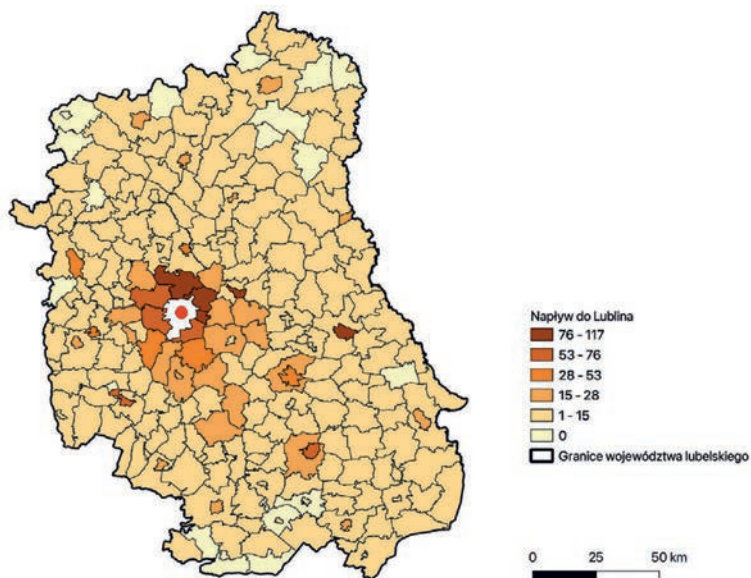 Napływ do Lublina
76 - 117
53 - 76
28 - 53
15 - 28
1 - 15
0
Granice województwa lubelskiego
0 25 50 km